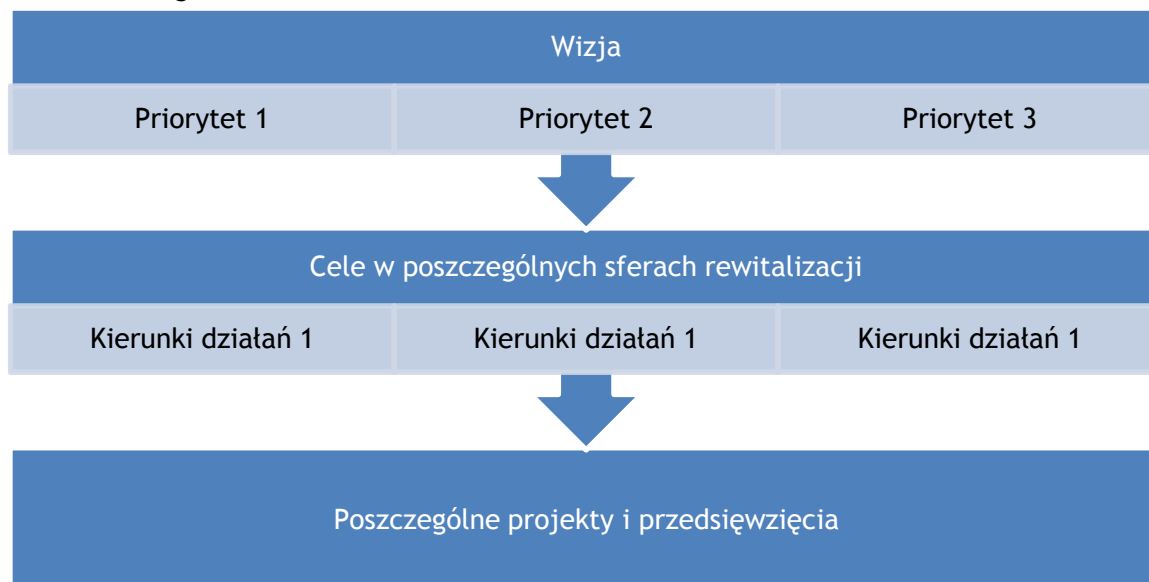 Wizja
Priorytet 1 Priorytet 2 Priorytet 3
Cele w poszczególnych sferach rewitalizacji
Kierunki działań 1 Kierunki działań 1 Kierunki działań 1
Poszczególne projekty i przedsięwzięcia